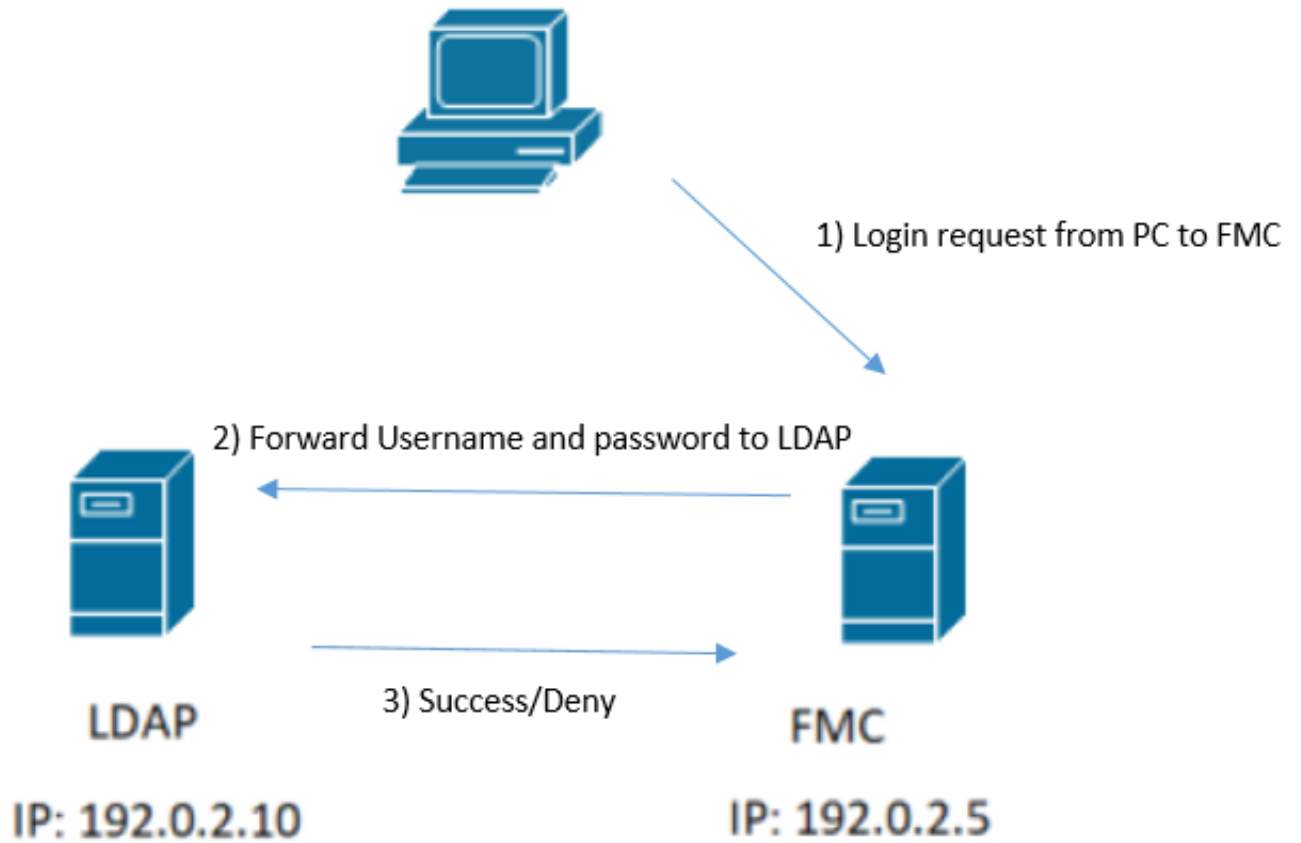 1) Login request from PC to FMC
2) Forward Username and password to LDAP
3) Success/Deny
LDAP
FMC
IP: 192.0.2.10
IP: 192.0.2.5